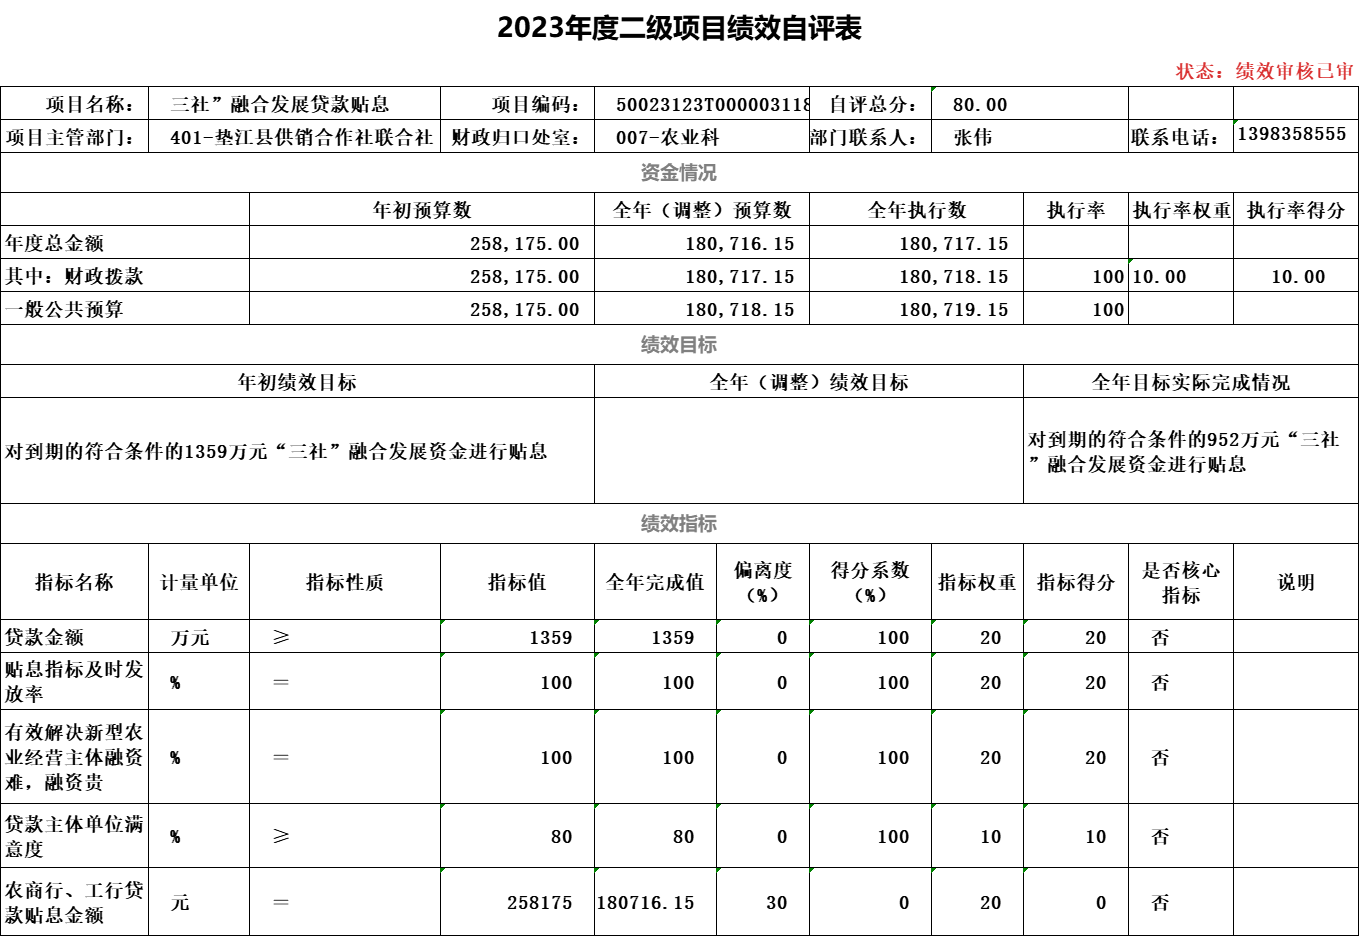 2023年度二级项目绩效自评表
状态：绩效审核已审
项目名称： 三社”融合发展贷款贴息 项目编码： 50023123T000003118 自评总分： 80.00
项目主管部门： 401-垫江县供销合作社联合社 财政归口处室： 007-农业科 部门联系人： 张伟 联系电话： 1398358555
资金情况
年初预算数 全年（调整）预算数 全年执行数 执行率 执行率权重 执行率得分
年度总金额 258,175.00 180,716.15 180,717.15
其中：财政拨款 258,175.00 180,717.15 180,718.15 100 10.00 10.00
一般公共预算 258,175.00 180,718.15 180,719.15 100
绩效目标
年初绩效目标 全年（调整）绩效目标 全年目标实际完成情况
对到期的符合条件的1359万元“三社”融合发展资金进行贴息 对到期的符合条件的952万元“三社
”融合发展资金进行贴息
绩效指标
指标名称 计量单位 指标性质 指标值 全年完成值 偏离度
（%） 得分系数
（%） 指标权重 指标得分 是否核心
指标 说明
贷款金额 万元 ≥ 1359 1359 0 100 20 20 否
贴息指标及时发
放率 % ＝ 100 100 0 100 20 20 否
有效解决新型农
业经营主体融资
难，融资贵 % ＝ 100 100 0 100 20 20 否
贷款主体单位满
意度 % ≥ 80 80 0 100 10 10 否
农商行、工行贷
款贴息金额 元 ＝ 258175 180716.15 30 0 20 0 否